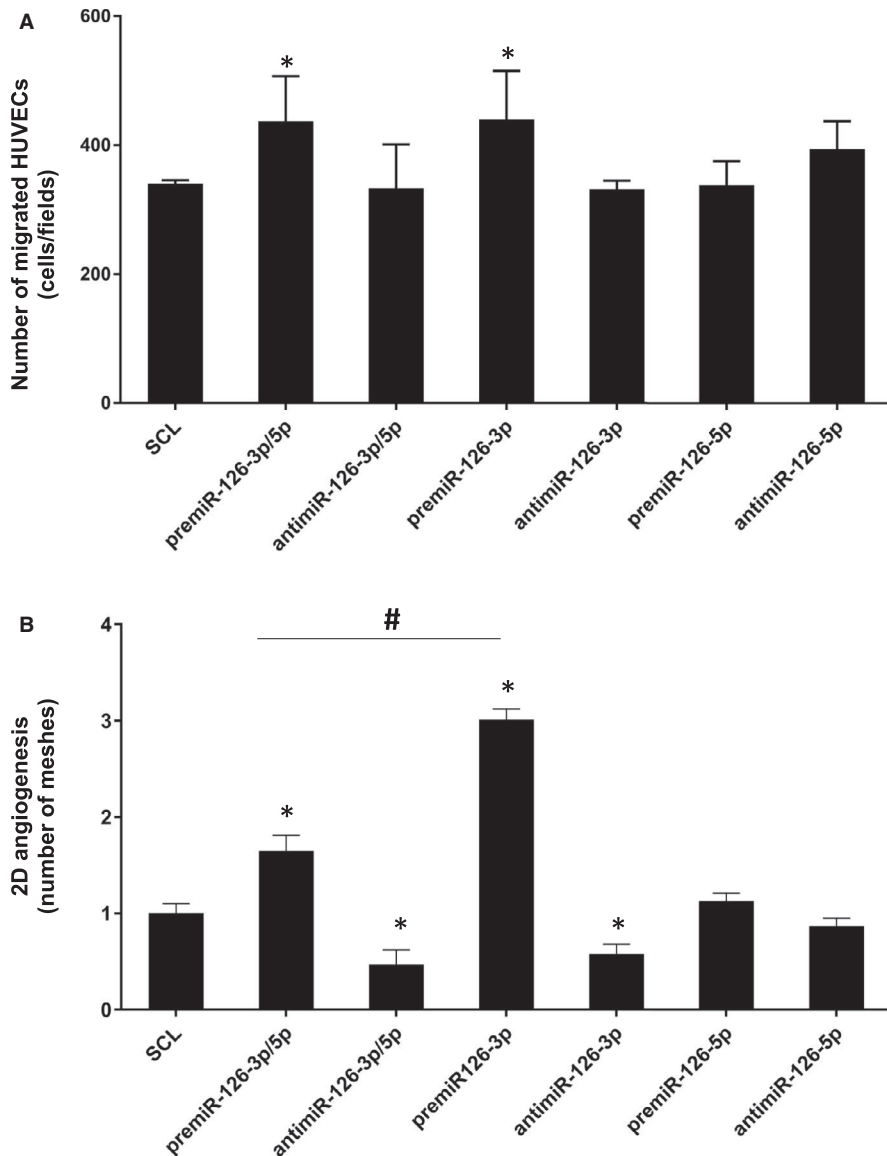 A
Number of migrated HUVECs
(cells/fields)
600
400
200
0
*
*
SCL
premiR-126-3p/5p
antimiR-126-3p/5p
premiR-126-3p
antimiR-126-3p
premiR-126-5p
antimiR-126-5p
B
2D angiogenesis
(number of meshes)
4
3
2
1
0
#
*
*
*
*
SCL
premiR-126-3p/5p
antimiR-126-3p/5p
premiR126-3p
antimiR-126-3p
premiR-126-5p
antimiR-126-5p